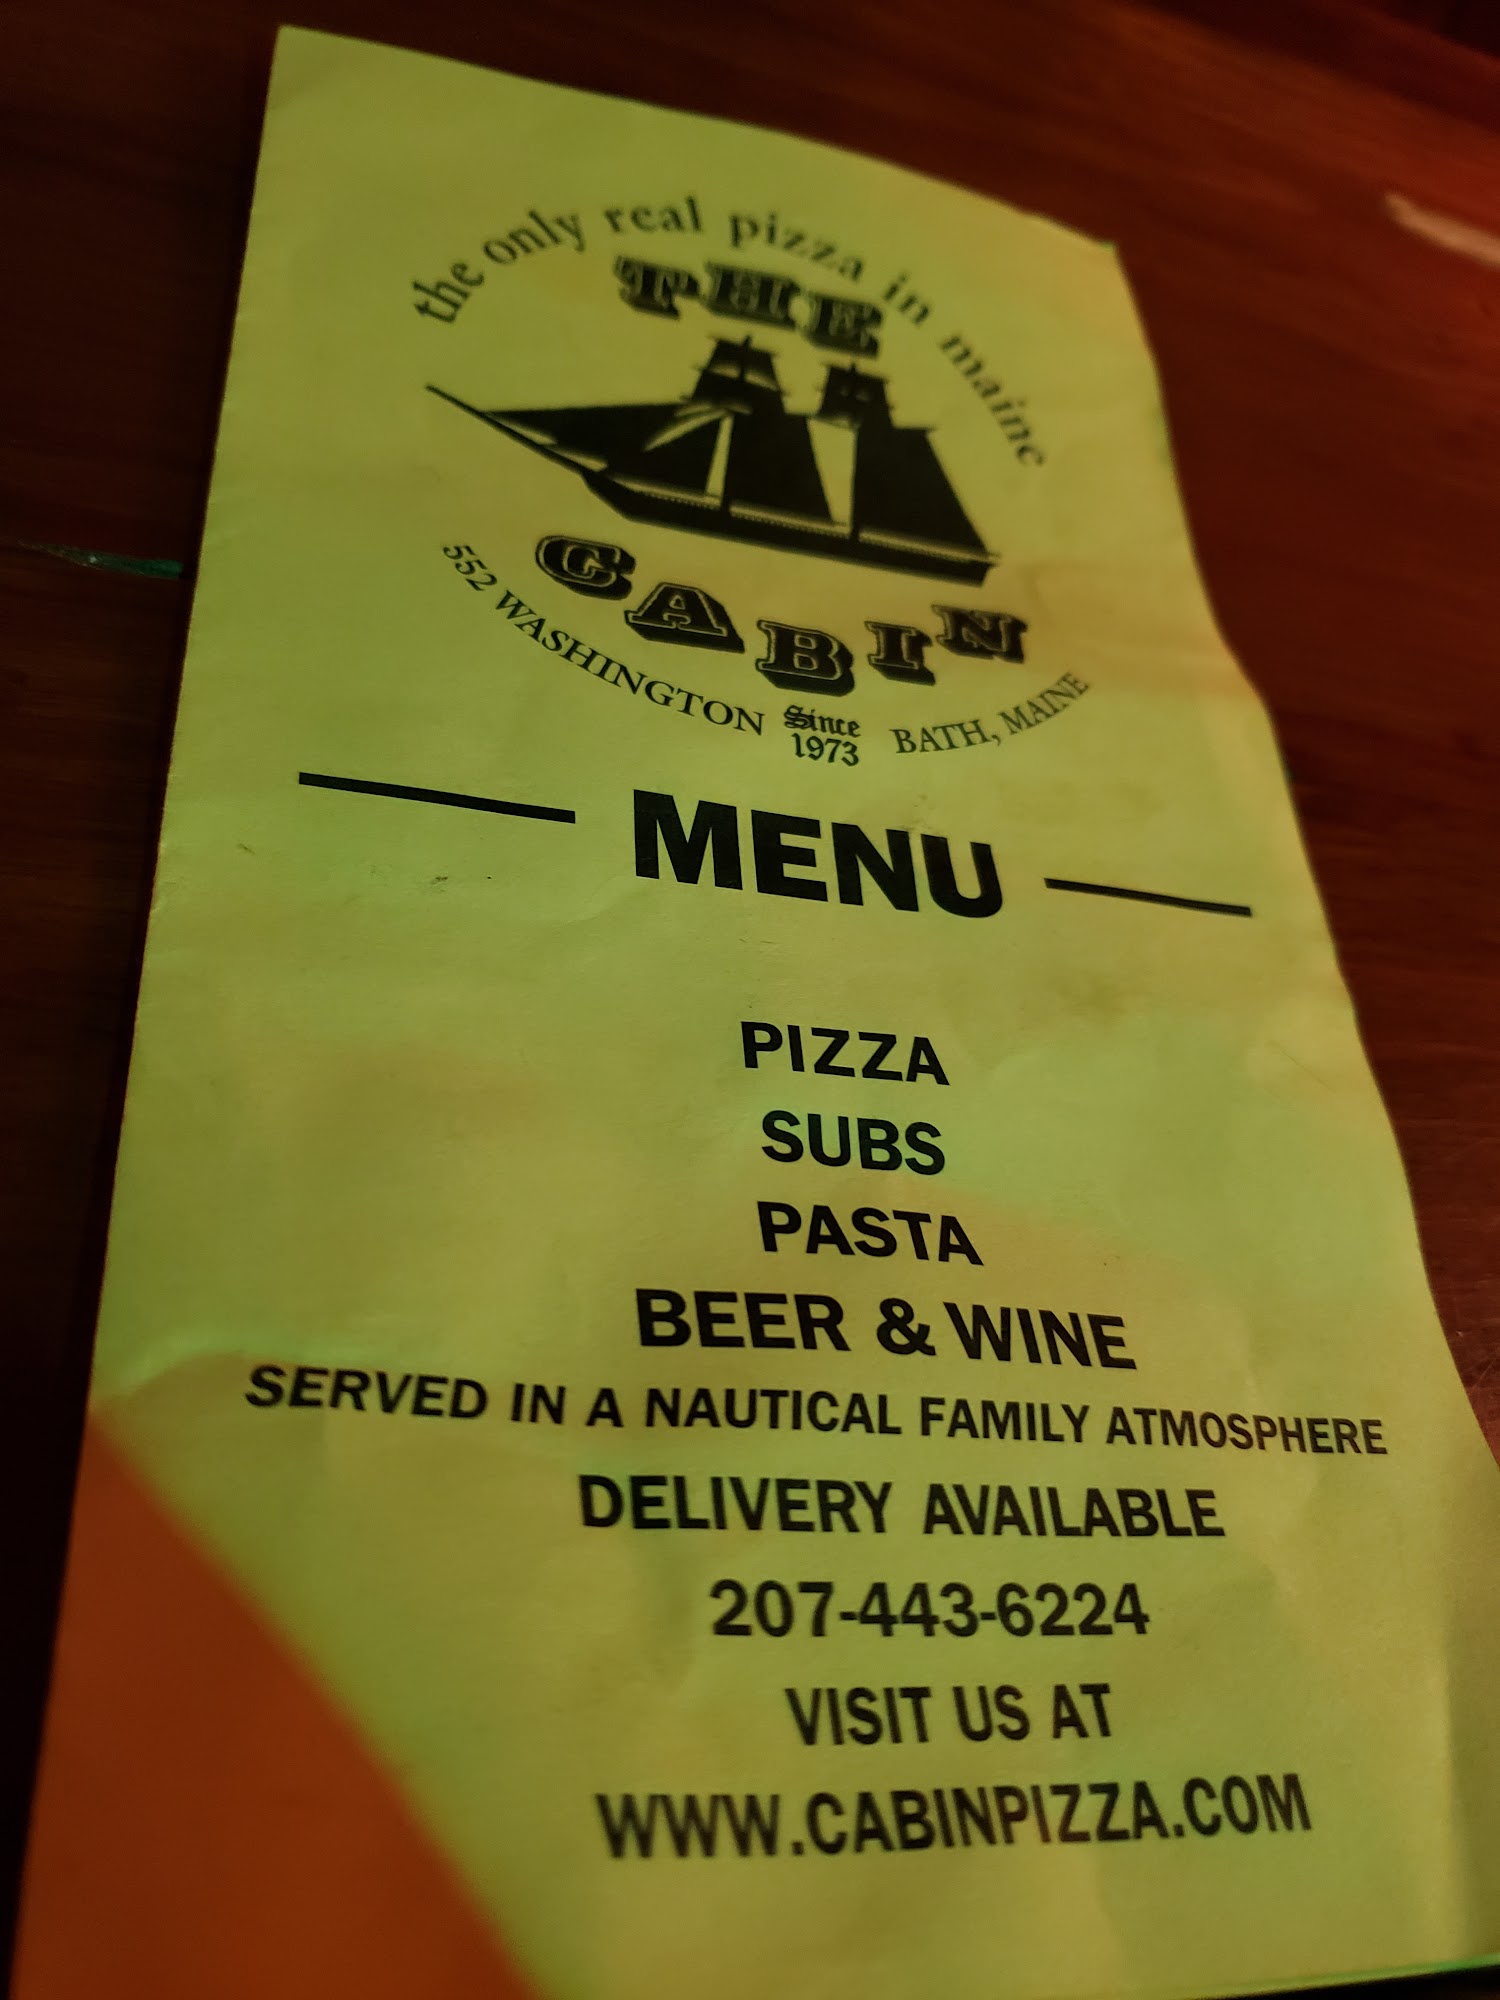 the only real pizza in maine
THE
CABIN
552 WASHINGTON
Since
1973
BATH, MAINE
MENU
PIZZA
SUBS
PASTA
BEER & WINE
SERVED IN A NAUTICAL FAMILY ATMOSPHERE
DELIVERY AVAILABLE
207-443-6224
VISIT US AT
WWW.CABINPIZZA.COM